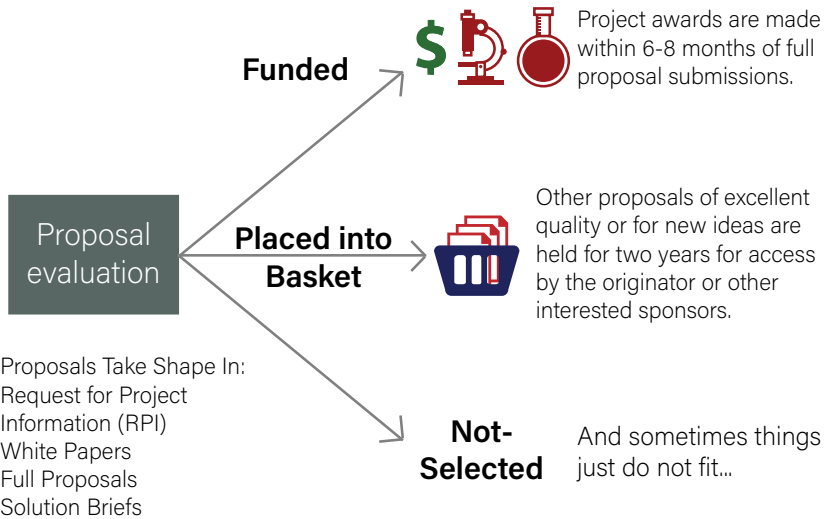 Funded
$
Project awards are made
within 6-8 months of full
proposal submissions.
Proposal
evaluation
Placed into
Basket
Other proposals of excellent
quality or for new ideas are
held for two years for access
by the originator or other
interested sponsors.
Proposals Take Shape In:
Request for Project
Information (RPI)
White Papers
Full Proposals
Solution Briefs
Not-
Selected
And sometimes things
just do not fit...